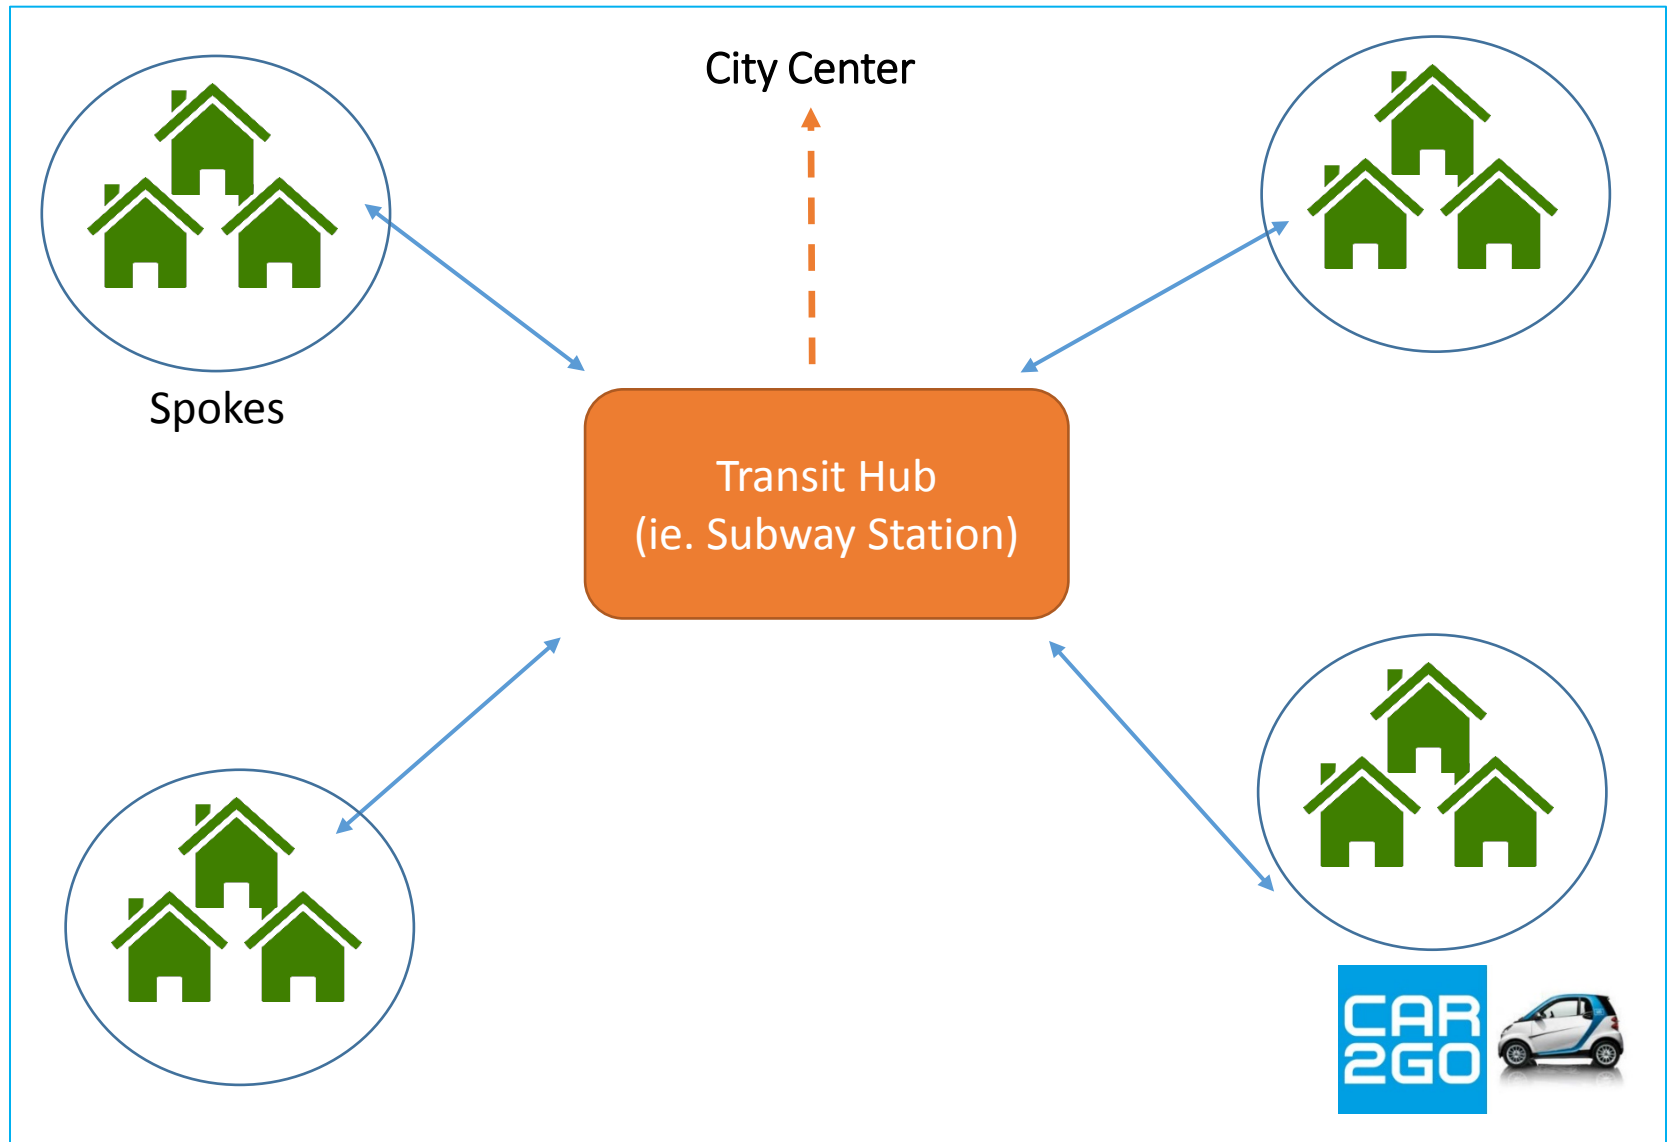 City Center
Spokes
Transit Hub
(ie. Subway Station)
CAR
2GO